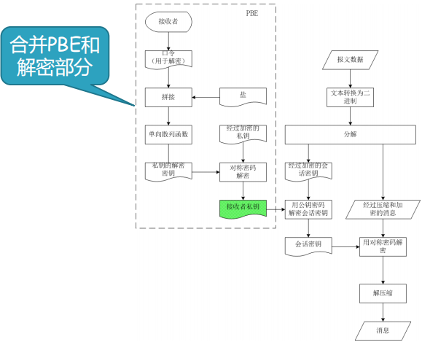 合并PBE和
解密部分
PBE
接收者
口令
（用于解密）
拼接
盐
单向散列函数
经过加密的
私钥
私钥的解密
密钥
对称密码
解密
接收者私钥
报文数据
文本转换为二
进制
分解
经过加密的会
话密钥
经过压缩和加
密的消息
用公钥密码
解密会话密钥
会话密钥
用对称密码解
密
解压缩
消息